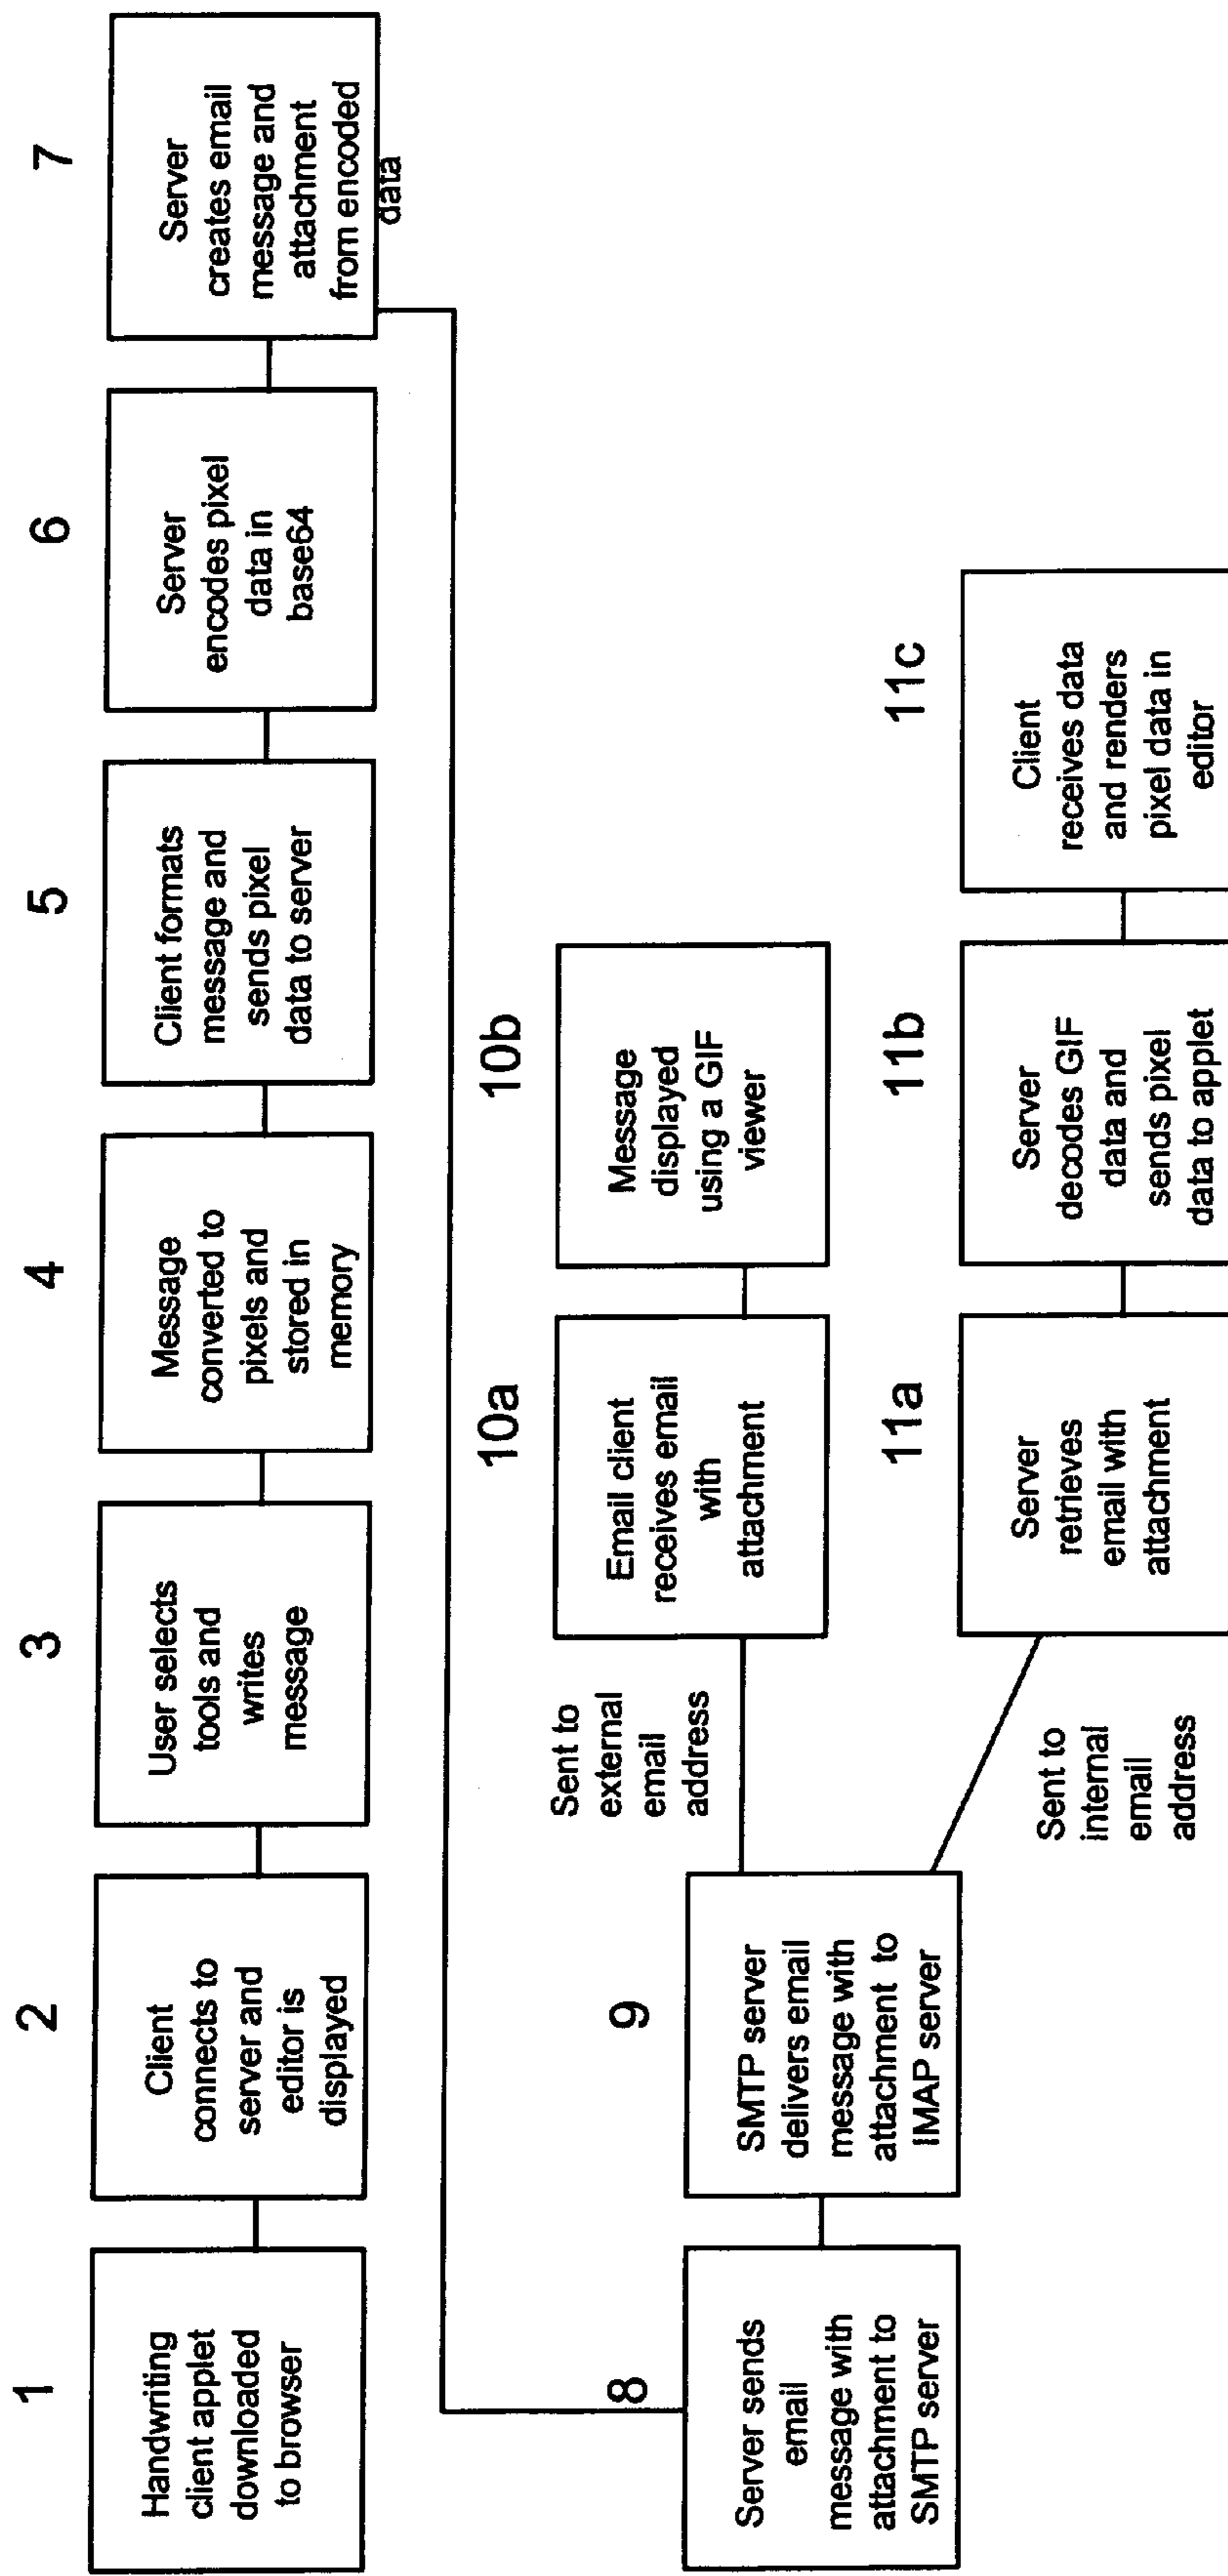 1
Handwriting
client applet
downloaded
to browser
2
Client
connects to
server and
editor is
displayed
3
User selects
tools and
writes
message
4
Message
converted to
pixels and
stored in
memory
5
Client formats
message and
sends pixel
data to server
6
Server
encodes pixel
data in
base64
7
Server
creates email
message and
attachment
from encoded
data
8
Server sends
email
message with
attachment to
SMTP server
9
SMTP server
delivers email
message with
attachment to
IMAP server
Sent to
external
email
address
10a
Email client
receives email
with
attachment
10b
Message
displayed
using a GIF
viewer
Sent to
internal
email
address
11a
Server
retrieves
email with
attachment
11b
Server
decodes GIF
data and
sends pixel
data to applet
11c
Client
receives data
and renders
pixel data in
editor